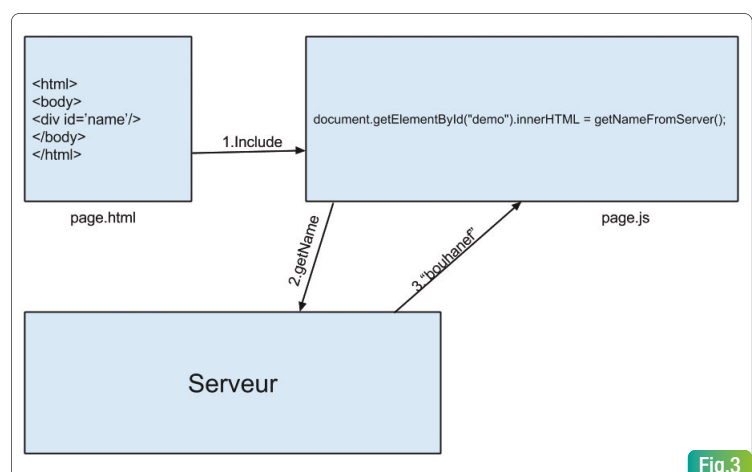 <html>
<body>
<div id='name'/>
</body>
</html>
page.html
1.Include
document.getElementById("demo").innerHTML = getNameFromServer();
page.js
2.getName
3."bouhanef"
Serveur
Fig.3